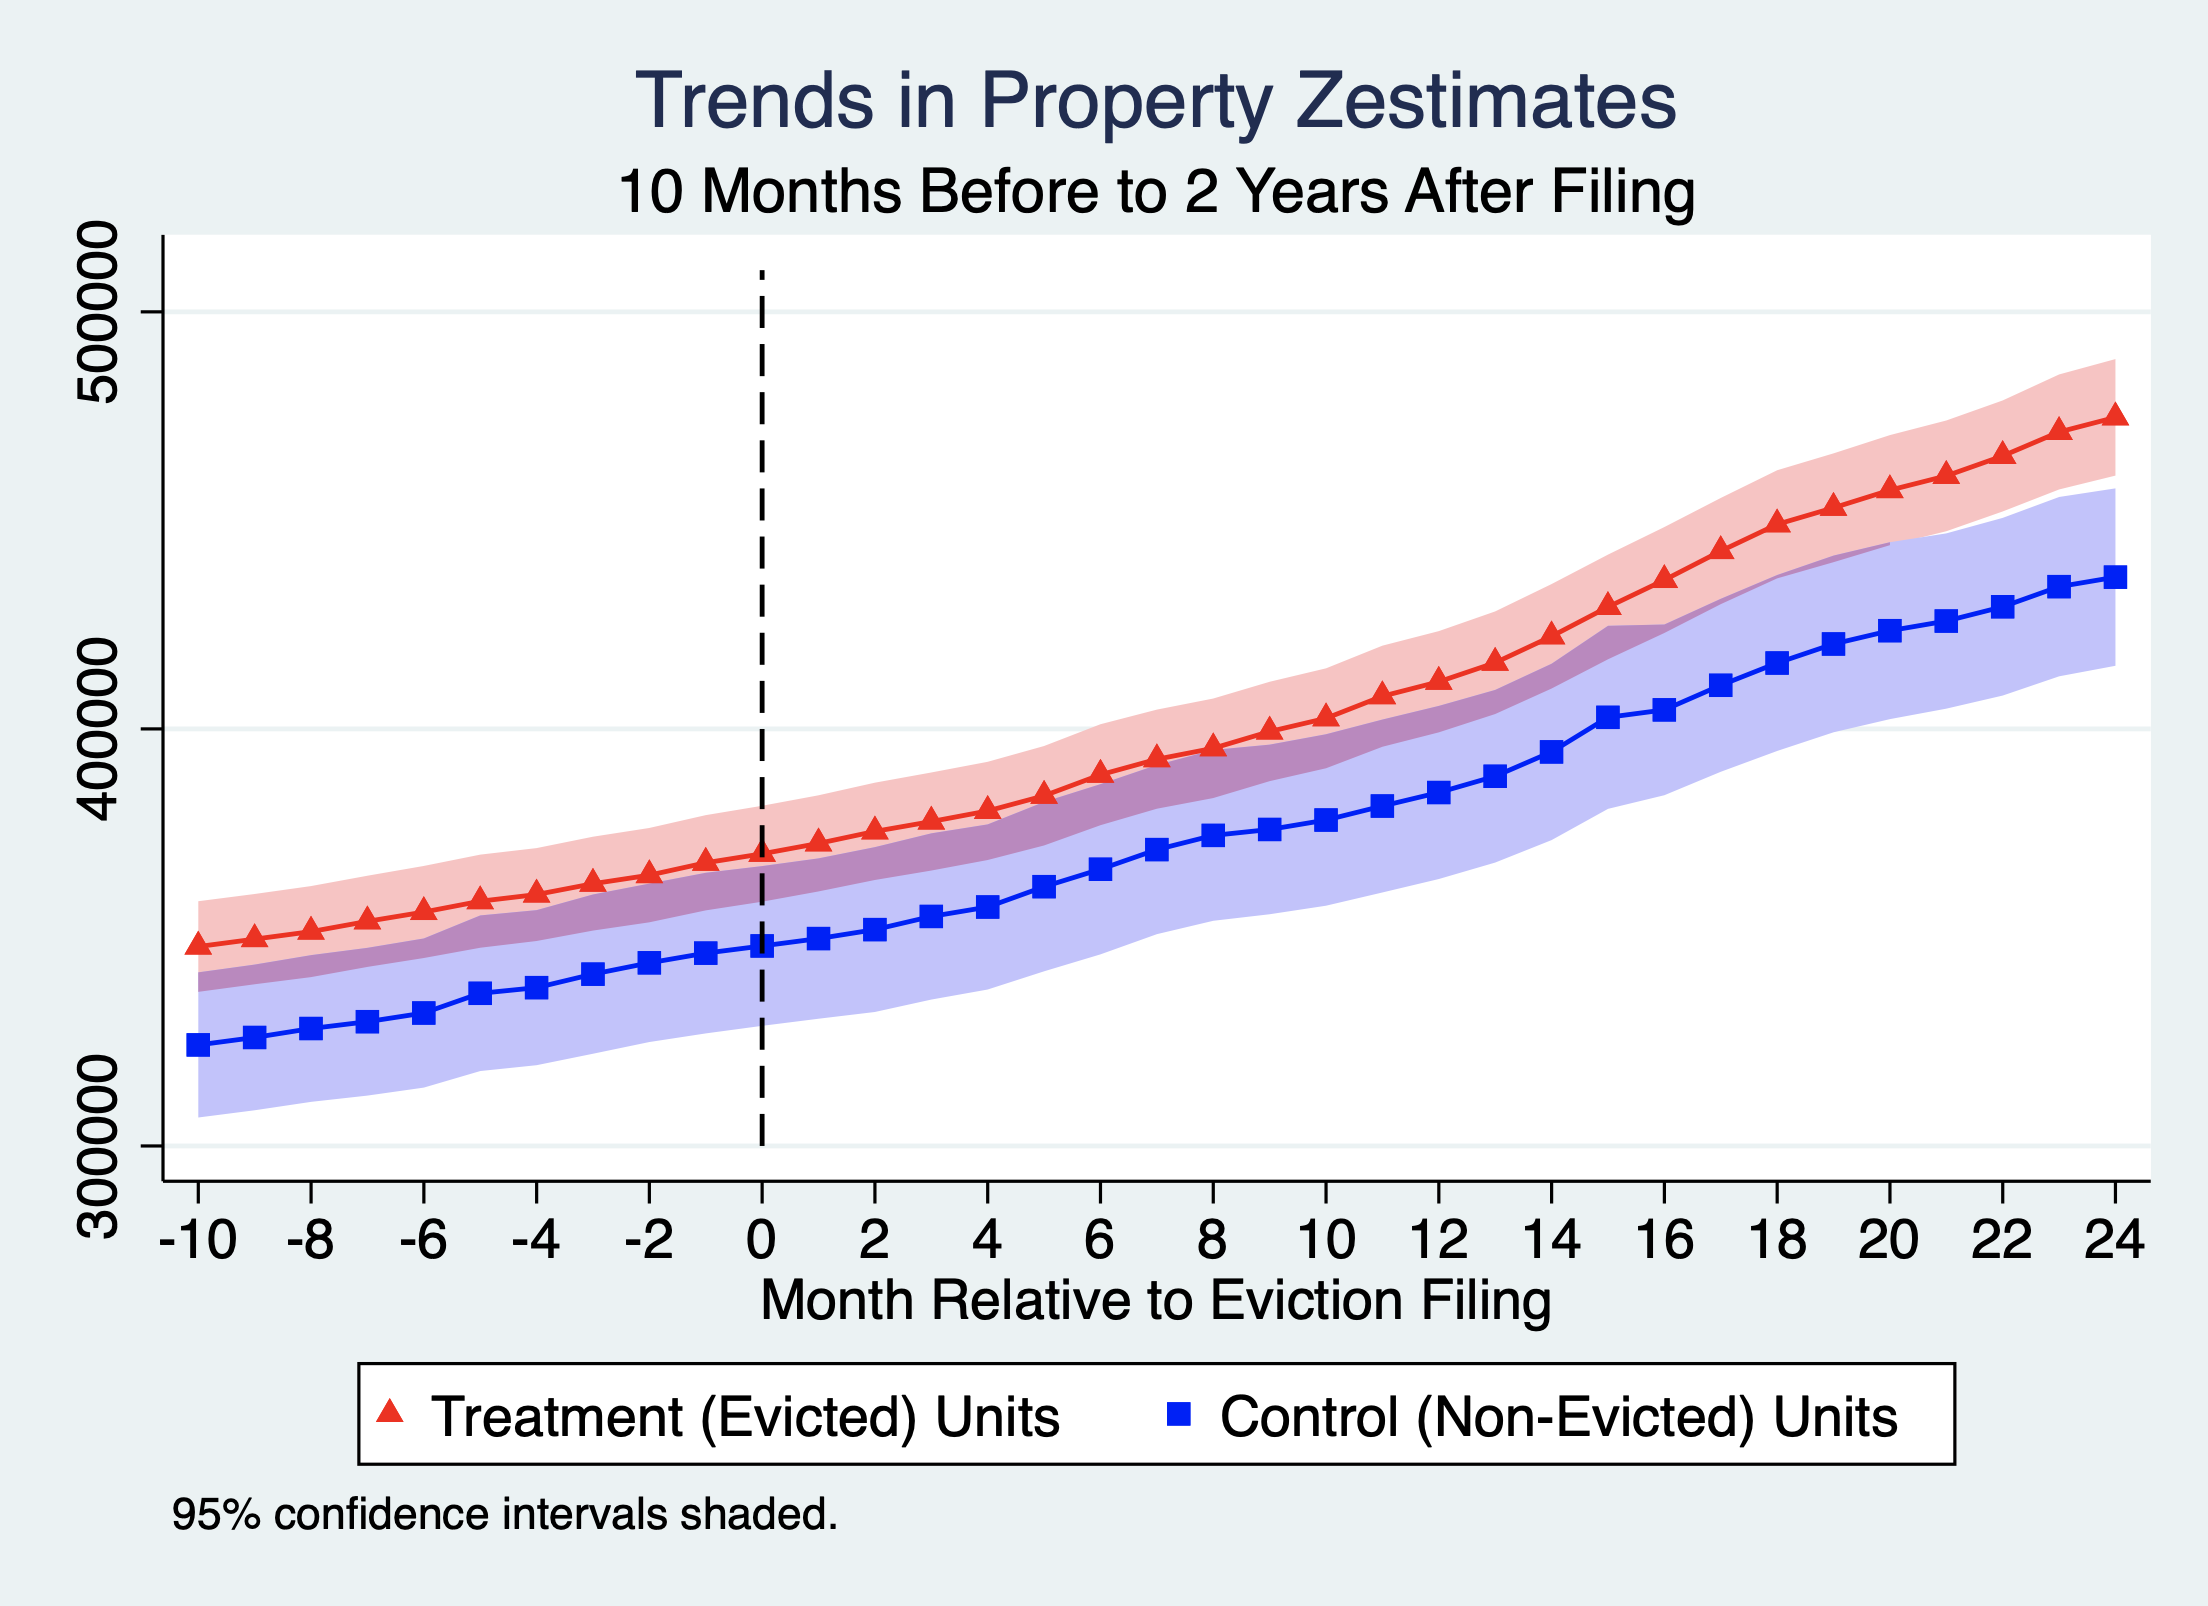 Trends in Property Zestimates
10 Months Before to 2 Years After Filing
500000
400000
300000
-10 -8 -6 -4 -2 0 2 4 6 8 10 12 14 16 18 20 22 24
Month Relative to Eviction Filing
Treatment (Evicted) Units Control (Non-Evicted) Units
95% confidence intervals shaded.